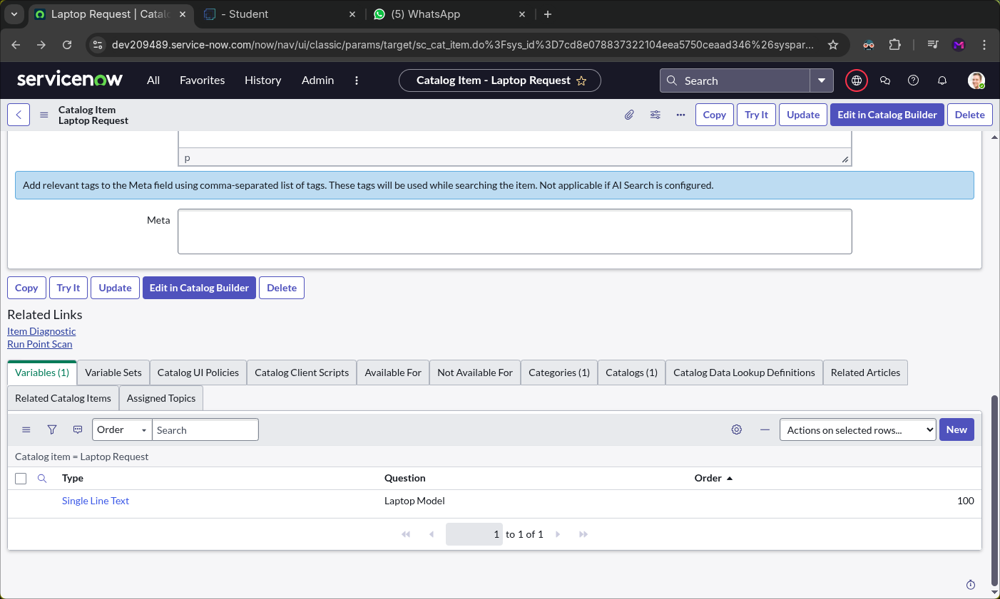 Laptop Request | Catalo
- Student
(5) WhatsApp
dev209489.service-now.com/now/nav/ui/classic/params/target/sc_cat_item.do%3Fsys_id%3D7cd8e078837322104eea5750ceaad346%26syspar...
servicenow
All
Favorites
History
Admin
Catalog Item - Laptop Request
Search
Catalog Item
Laptop Request
Copy
Try It
Update
Edit in Catalog Builder
Delete
p
Add relevant tags to the Meta field using comma-separated list of tags. These tags will be used while searching the item. Not applicable if AI Search is configured.
Meta
Copy
Try It
Update
Edit in Catalog Builder
Delete
Related Links
Item Diagnostic
Run Point Scan
Variables (1)
Variable Sets
Catalog UI Policies
Catalog Client Scripts
Available For
Not Available For
Categories (1)
Catalogs (1)
Catalog Data Lookup Definitions
Related Articles
Related Catalog Items
Assigned Topics
Order
Search
Actions on selected rows...
New
Catalog item = Laptop Request
Type
Question
Order
Single Line Text
Laptop Model
100
1 to 1 of 1